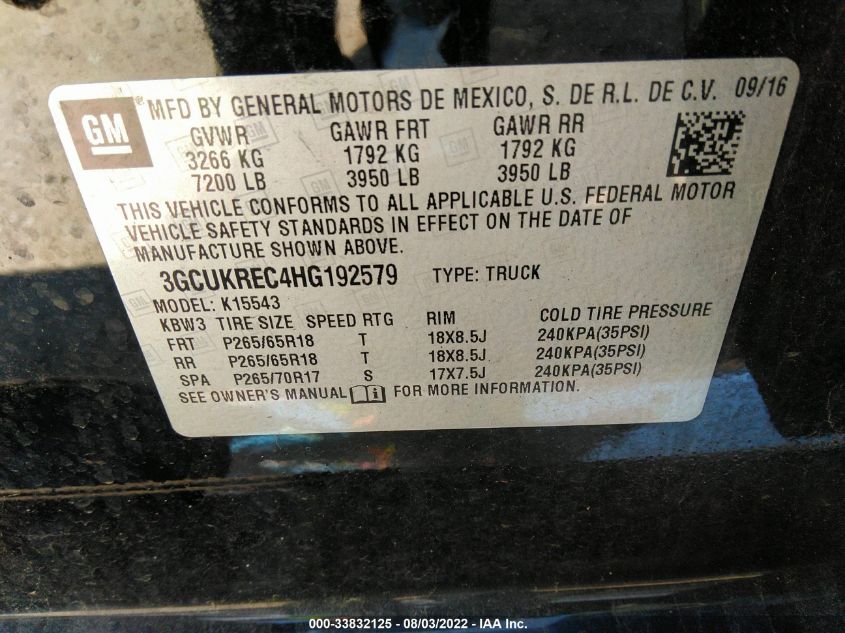 GM
MFD BY GENERAL MOTORS DE MEXICO, S. DE R.L. DE C.V. 09/16
GVWR GAWR FRT GAWR RR
3266 KG 1792 KG 1792 KG
7200 LB 3950 LB 3950 LB
THIS VEHICLE CONFORMS TO ALL APPLICABLE U.S. FEDERAL MOTOR
VEHICLE SAFETY STANDARDS IN EFFECT ON THE DATE OF
MANUFACTURE SHOWN ABOVE.
3GCUKREC4HG192579 TYPE: TRUCK
MODEL: K15543
KBW3 TIRE SIZE SPEED RTG RIM COLD TIRE PRESSURE
FRT P265/65R18 T 18X8.5J 240KPA(35PSI)
RR P265/65R18 T 18X8.5J 240KPA(35PSI)
SPA P265/70R17 S 17X7.5J 240KPA(35PSI)
SEE OWNER'S MANUAL FOR MORE INFORMATION.
000-33832125 - 08/03/2022 - IAA Inc.